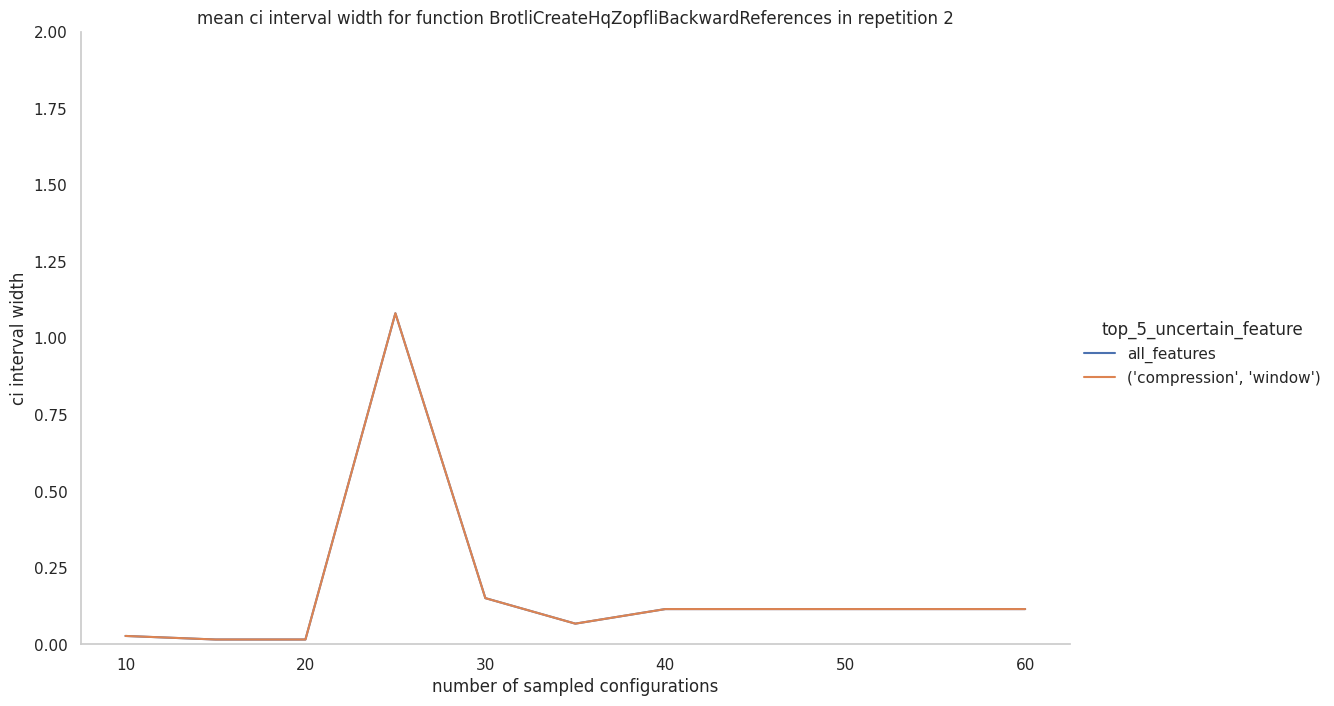 mean ci interval width for function BrotliCreateHqZopfliBackwardReferences in repetition 2
2.00
1.75
1.50
1.25
1.00
0.75
0.50
0.25
0.00
ci interval width
10
20
30
40
50
60
number of sampled configurations
top_5_uncertain_feature
all_features
('compression', 'window')